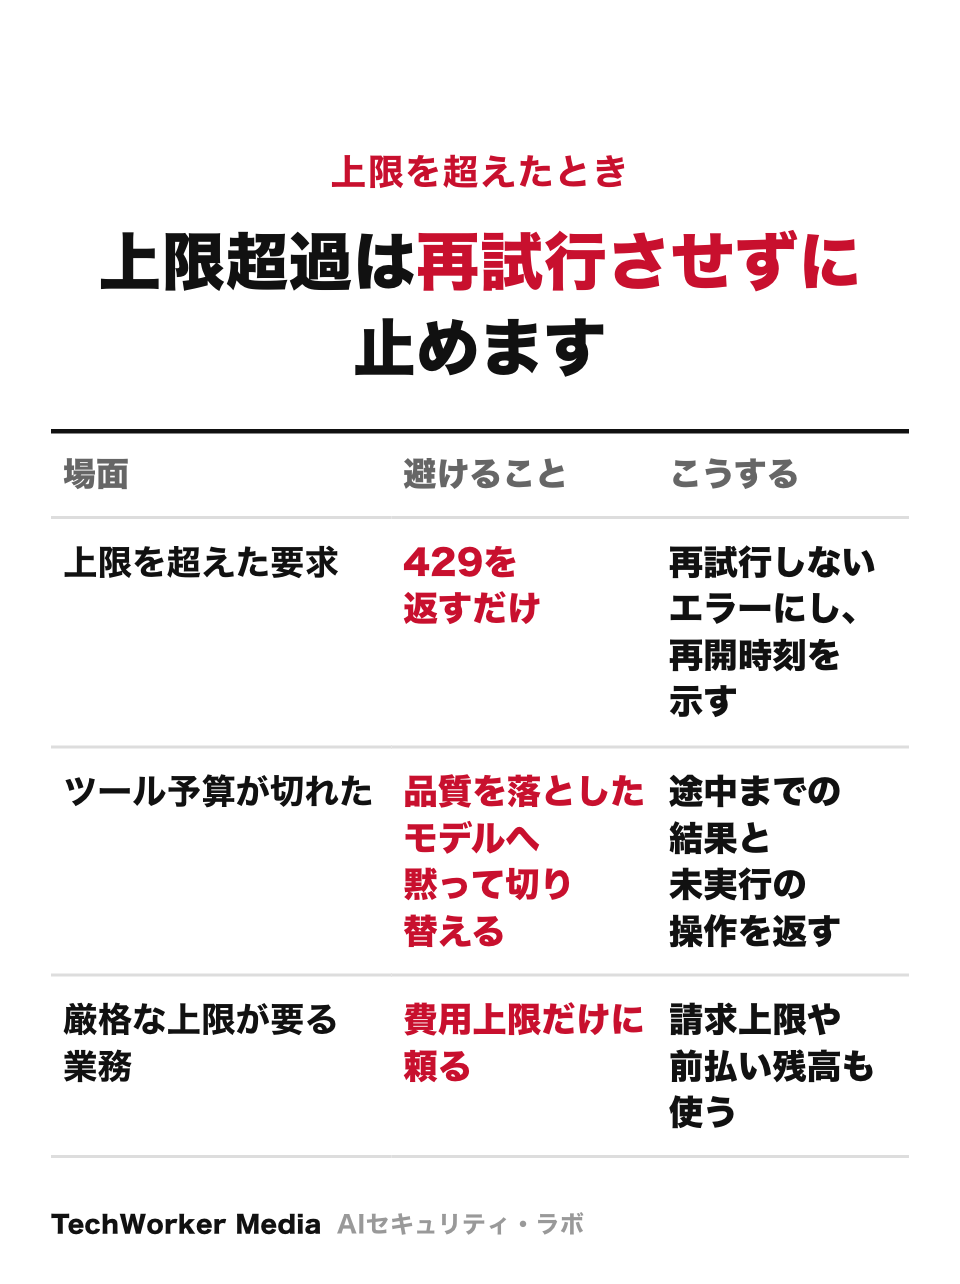 上限を超えたとき
上限超過は再試行させずに
止めます
場面 避けること こうする
上限を超えた要求
429を
返すだけ
再試行しない
エラーにし、
再開時刻を
示す
ツール予算が切れた
品質を落とした
モデルへ
黙って切り
替える
途中までの
結果と
未実行の
操作を返す
厳格な上限が要る
業務
費用上限だけに
頼る
請求上限や
前払い残高も
使う
TechWorker Media AIセキュリティ・ラボ